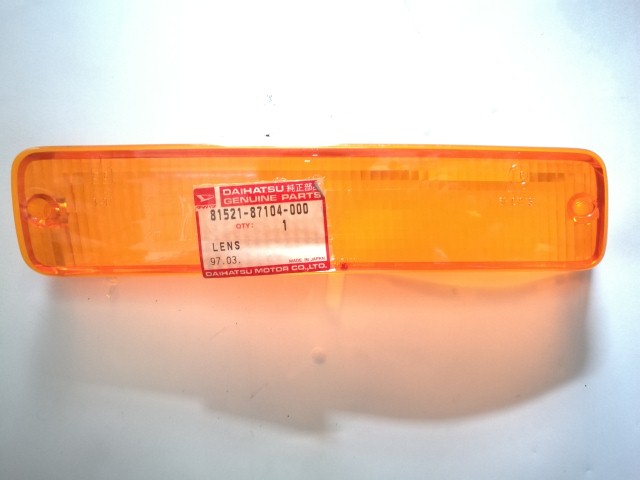 DAIHATSU 純正部品
GENUINE PARTS
81521-87104-000
QTY: 1
LENS
97.03. MADE IN JAPAN
DAIHATSU MOTOR CO., LTD.